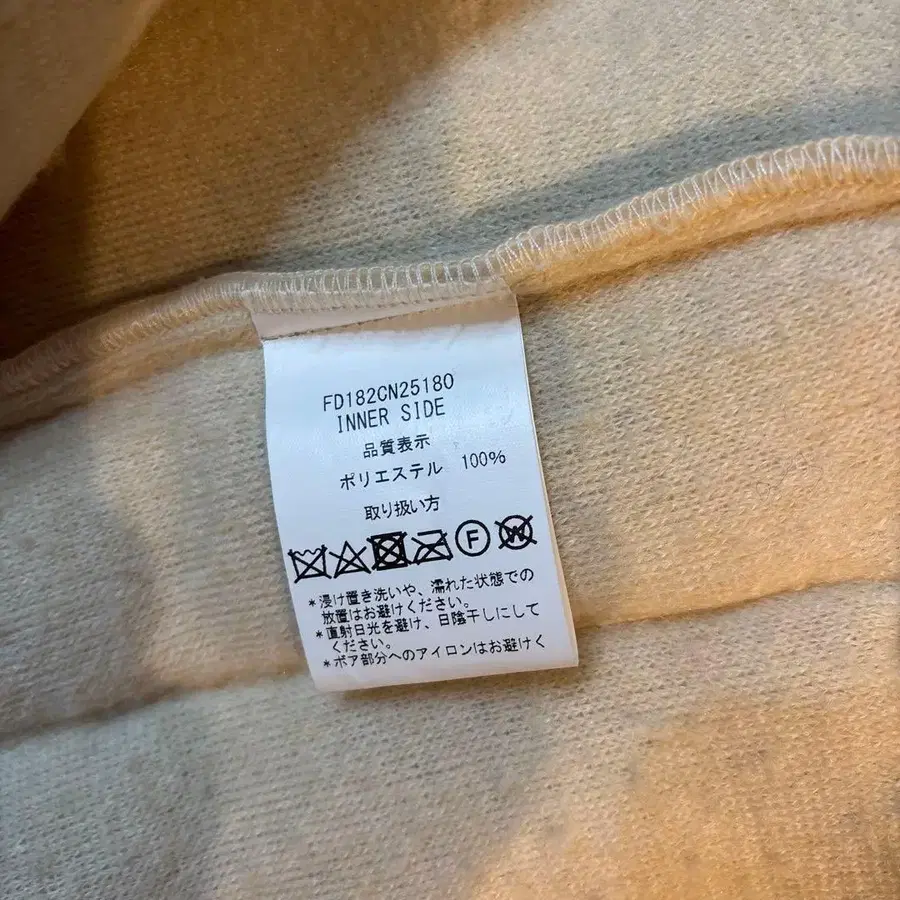 FD182CN25180
INNER SIDE
品質表示
ポリエステル 100%
取り扱い方
F W
*浸け置き洗いや、濡れた状態での
放置はお避けください。
*直射日光を避け、日陰干しにして
ください。
*ボア部分へのアイロンはお避けく